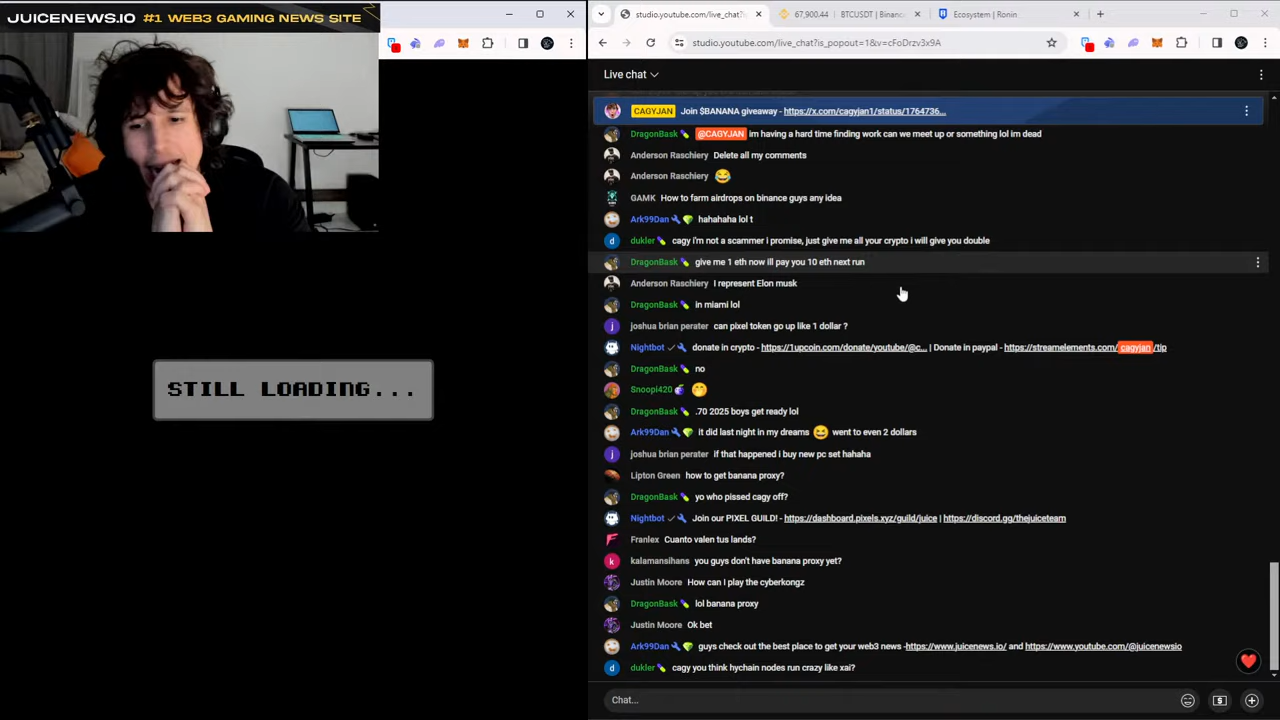 JUICENEWS.IO #1 WEB3 GAMING NEWS SITE
STILL LOADING...
studio.youtube.com/live_chat?is
67,900.44 | BTCUSDT | Binanc
Ecosystem | Ronin
studio.youtube.com/live_chat?is_popout=1&v=cFoDrzv3x9A
Live chat
CAGYJAN Join $BANANA giveaway - https://x.com/cagyjan1/status/1764736...
DragonBask @CAGYJAN im having a hard time finding work can we meet up or something lol im dead
Anderson Raschiery Delete all my comments
Anderson Raschiery 😂
GAMK How to farm airdrops on binance guys any idea
Ark99Dan hahahaha lol t
dukler cagy i'm not a scammer i promise, just give me all your crypto i will give you double
DragonBask give me 1 eth now ill pay you 10 eth next run
Anderson Raschiery I represent Elon musk
DragonBask in miami lol
joshua brian perater can pixel token go up like 1 dollar ?
Nightbot donate in crypto - https://1upcoin.com/donate/youtube/@c... | Donate in paypal - https://streamelements.com/ cagyjan /tip
DragonBask no
Snoopi420 🤭
DragonBask .70 2025 boys get ready lol
Ark99Dan it did last night in my dreams 😆 went to even 2 dollars
joshua brian perater if that happened i buy new pc set hahaha
Lipton Green how to get banana proxy?
DragonBask yo who pissed cagy off?
Nightbot Join our PIXEL GUILD! - https://dashboard.pixels.xyz/guild/juice | https://discord.gg/thejuiceteam
Franlex Cuanto valen tus lands?
kalamansihans you guys don't have banana proxy yet?
Justin Moore How can I play the cyberkongz
DragonBask lol banana proxy
Justin Moore Ok bet
Ark99Dan guys check out the best place to get your web3 news -https://www.juicenews.io/ and https://www.youtube.com/@juicenewsio
dukler cagy you think hychain nodes run crazy like xai?
Chat...